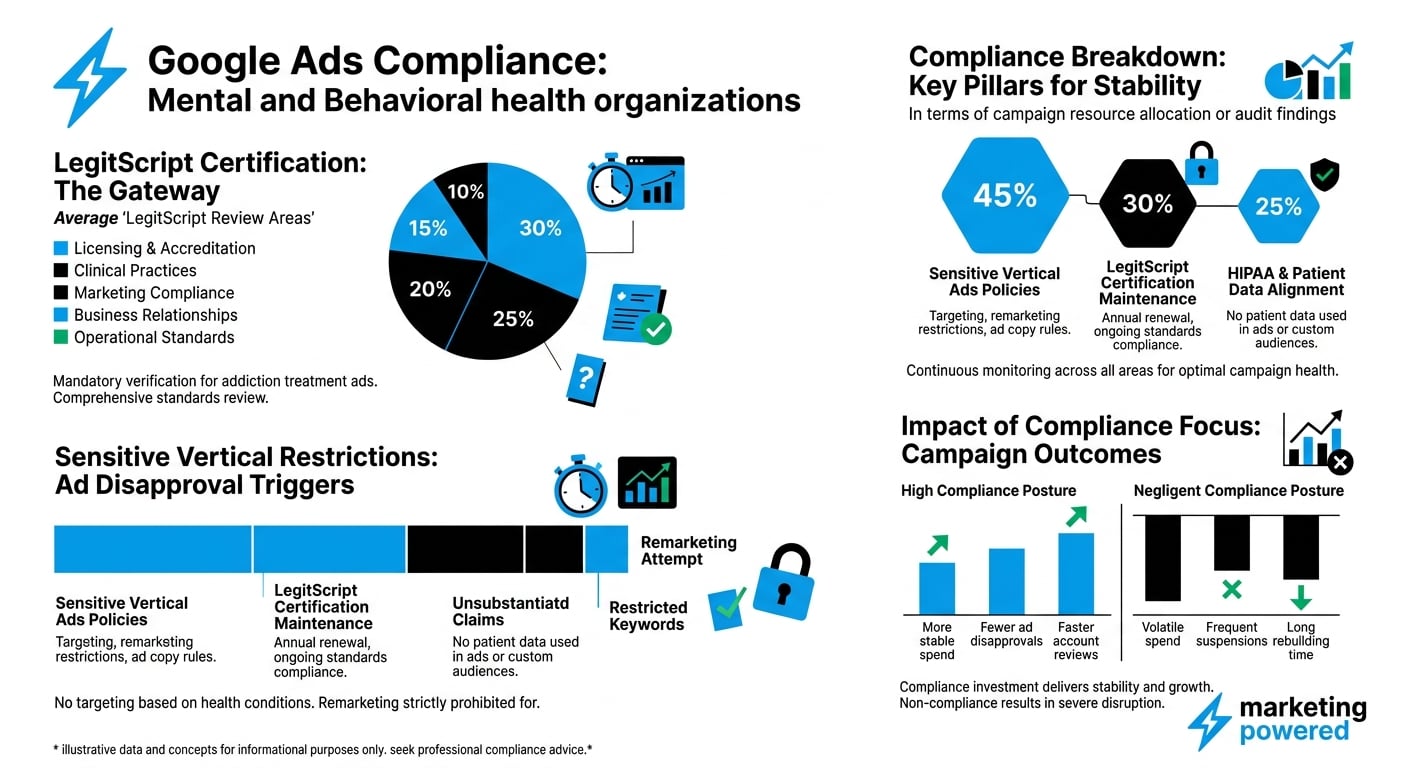 Google Ads Compliance:
Mental and Behavioral health organizations
LegitScript Certification:
The Gateway
Average 'LegitScript Review Areas'
Licensing & Accreditation
Clinical Practices
Marketing Compliance
Business Relationships
Operational Standards
10%
15%
30%
20%
25%
?
Mandatory verification for addiction treatment ads.
Comprehensive standards review.
Sensitive Vertical Restrictions:
Ad Disapproval Triggers
Remarketing
Attempt
Sensitive Vertical
Ads Policies
Targeting, remarketing
restrictions, ad copy rules.
LegitScript
Certification
Maintenance
Annual renewal,
ongoing standards
compliance.
Unsubstantiatd
Claims
No patient data used
in ads or custom
audiences.
Restricted
Keywords
No targeting based on health conditions. Remarketing strictly prohibited for.
* illustrative data and concepts for informational purposes only. seek professional compliance advice.*
Compliance Breakdown:
Key Pillars for Stability
In terms of campaign resource allocation or audit findings
45%
30%
25%
Sensitive Vertical
Ads Policies
Targeting, remarketing
restrictions, ad copy rules.
LegitScript
Certification
Maintenance
Annual renewal,
ongoing standards
compliance.
HIPAA & Patient
Data Alignment
No patient data used
in ads or custom
audiences.
Continuous monitoring across all areas for optimal campaign health.
Impact of Compliance Focus:
Campaign Outcomes
High Compliance Posture
More
stable
spend
Fewer ad
disapprovals
Faster
account
reviews
Negligent Compliance Posture
Volatile
spend
Frequent
suspensions
Long
rebuilding
time
Compliance investment delivers stability and growth.
Non-compliance results in severe disruption.
marketing
powered